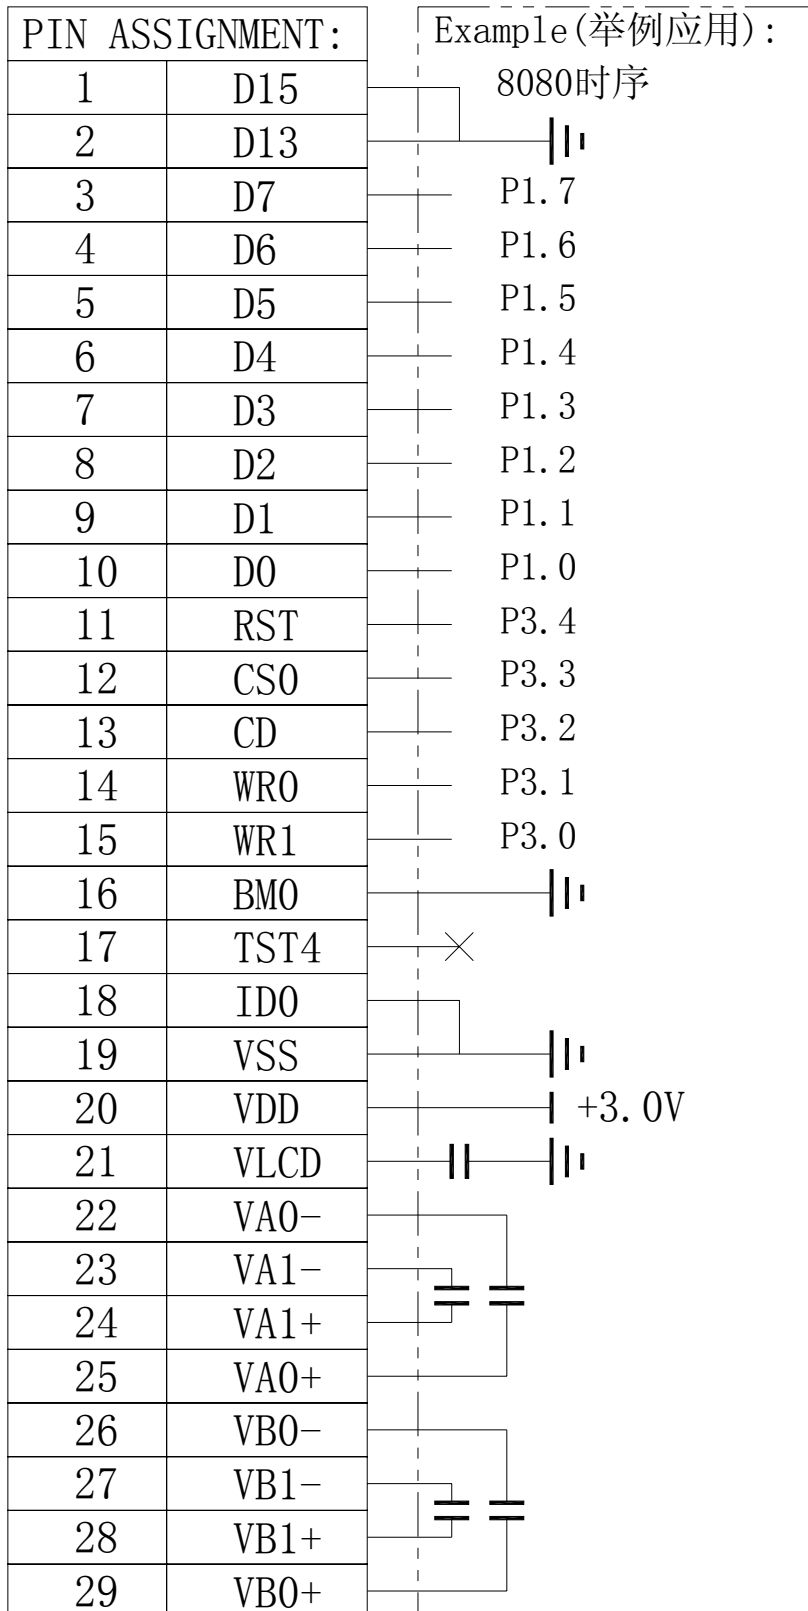 PIN ASSIGNMENT: Example(举例应用):
8080时序
1 D15
2 D13
3 D7 P1.7
4 D6 P1.6
5 D5 P1.5
6 D4 P1.4
7 D3 P1.3
8 D2 P1.2
9 D1 P1.1
10 D0 P1.0
11 RST P3.4
12 CS0 P3.3
13 CD P3.2
14 WR0 P3.1
15 WR1 P3.0
16 BM0
17 TST4
18 ID0
19 VSS
20 VDD +3.0V
21 VLCD
22 VA0-
23 VA1-
24 VA1+
25 VA0+
26 VB0-
27 VB1-
28 VB1+
29 VB0+